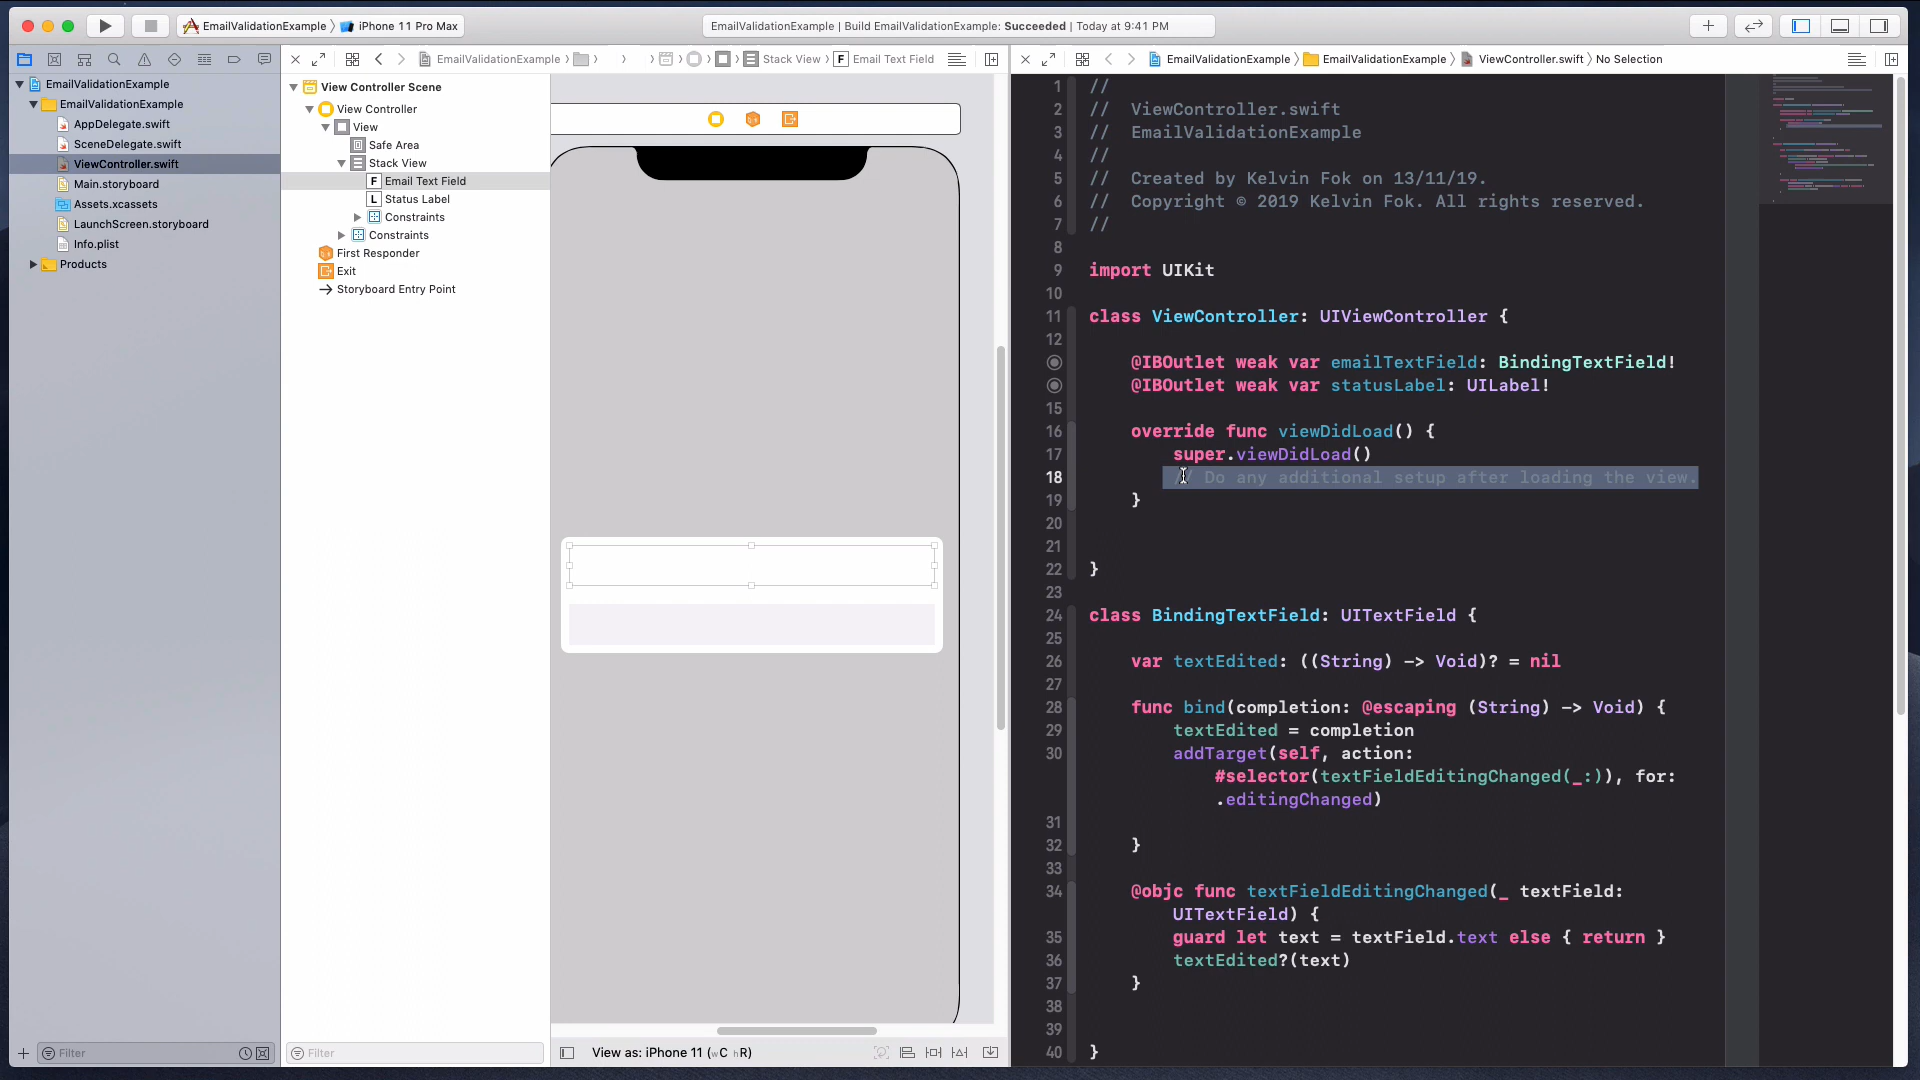 EmailValidationExample
iPhone 11 Pro Max
EmailValidationExample | Build EmailValidationExample: Succeeded | Today at 9:41 PM
EmailValidationExample
Stack View
F Email Text Field
EmailValidationExample
EmailValidationExample
ViewController.swift
No Selection
EmailValidationExample
EmailValidationExample
AppDelegate.swift
SceneDelegate.swift
ViewController.swift
Main.storyboard
Assets.xcassets
LaunchScreen.storyboard
Info.plist
Products
Filter
View Controller Scene
View Controller
View
Safe Area
Stack View
F Email Text Field
L Status Label
Constraints
Constraints
First Responder
Exit
Storyboard Entry Point
Filter
View as: iPhone 11 (wC hR)
1 //
2 //  ViewController.swift
3 //  EmailValidationExample
4 //
5 //  Created by Kelvin Fok on 13/11/19.
6 //  Copyright © 2019 Kelvin Fok. All rights reserved.
7 //
8
9 import UIKit
10
11 class ViewController: UIViewController {
12
@IBOutlet weak var emailTextField: BindingTextField!
@IBOutlet weak var statusLabel: UILabel!
15
16 override func viewDidLoad() {
17 super.viewDidLoad()
18 // Do any additional setup after loading the view.
19 }
20
21
22 }
23
24 class BindingTextField: UITextField {
25
26 var textEdited: ((String) -> Void)? = nil
27
28 func bind(completion: @escaping (String) -> Void) {
29 textEdited = completion
30 addTarget(self, action:
#selector(textFieldEditingChanged(_:)), for:
.editingChanged)
31
32 }
33
34 @objc func textFieldEditingChanged(_ textField:
UITextField) {
35 guard let text = textField.text else { return }
36 textEdited?(text)
37 }
38
39
40 }